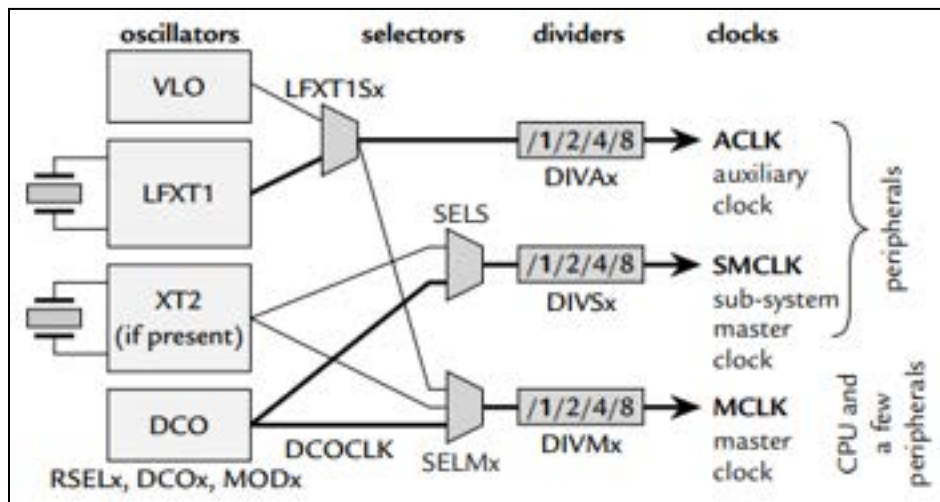 oscillators selectors dividers clocks
VLO
LFXT1Sx
/1/2/4/8
ACLK
DIVAx
auxiliary
clock
LFXT1
SELS
/1/2/4/8
SMCLK
DIVSx
sub-system
master
clock
peripherals
XT2
(if present)
/1/2/4/8
MCLK
DIVMx
master
clock
CPU and
a few
peripherals
DCO
DCOCLK
SELMx
RSELx, DCOx, MODx